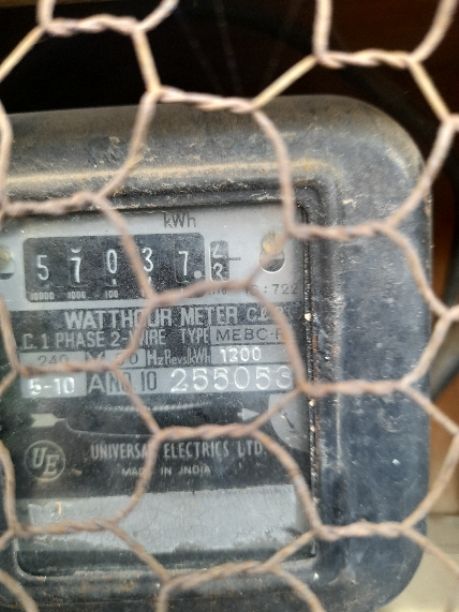 kWh
5 7 0 3 7.
10000 1000 100
WATTHOUR METER
1 PHASE 2- WIRE TYPE MEBC-
240 Hz Revs/kWh 1200
5-10 A NO. 10 255053
UE
UNIVERSAL ELECTRICS LTD.
MADE IN INDIA